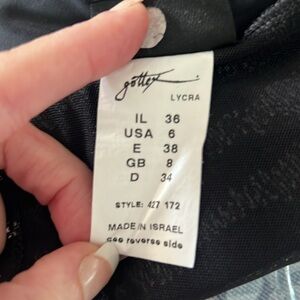 gottex
LYCRA
IL 36
USA 6
E 38
GB 8
D 34
STYLE: 427 172
MADE IN ISRAEL
see reverse side